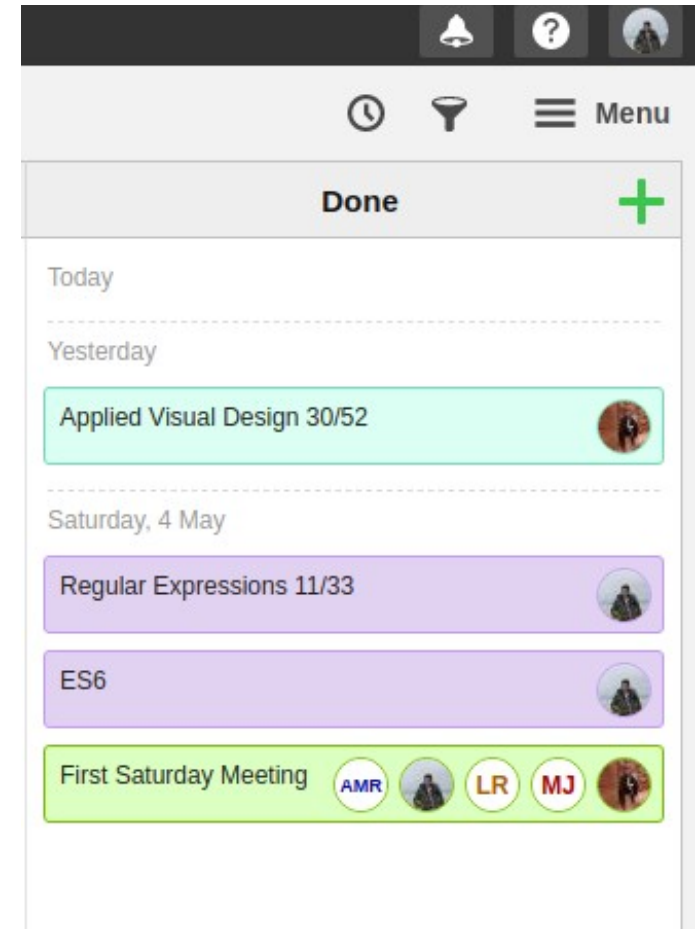 Menu
Done
Today
Yesterday
Applied Visual Design 30/52
Saturday, 4 May
Regular Expressions 11/33
ES6
First Saturday Meeting AMR LR MJ